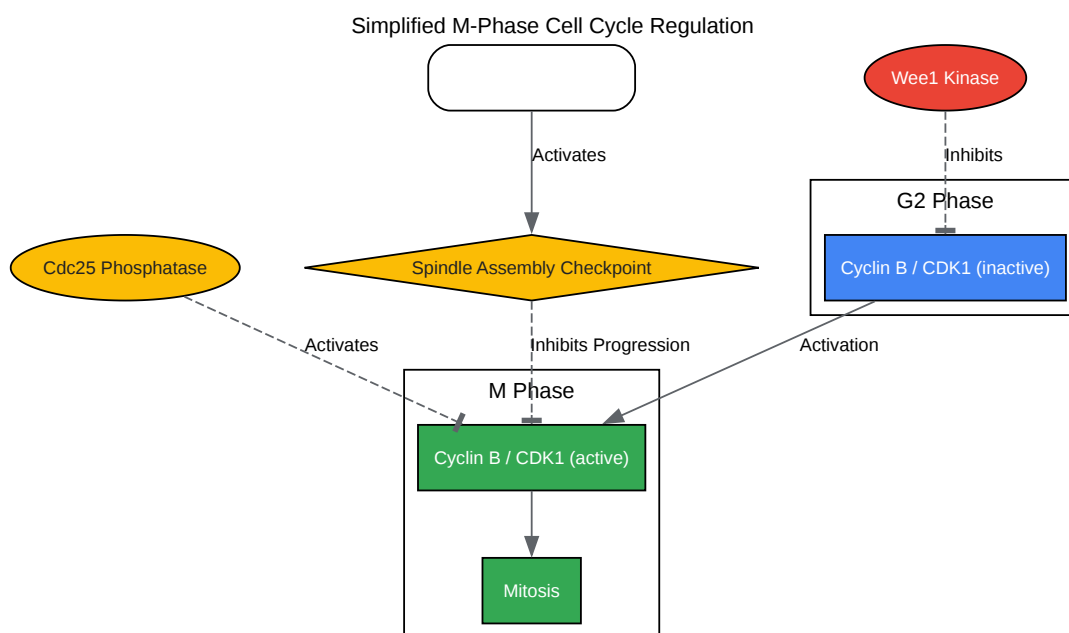 Simplified M-Phase Cell Cycle Regulation
Wee1 Kinase
Activates
Inhibits
G2 Phase
Cdc25 Phosphatase
Spindle Assembly Checkpoint
Cyclin B / CDK1 (inactive)
Activates
Inhibits Progression
Activation
M Phase
Cyclin B / CDK1 (active)
Mitosis